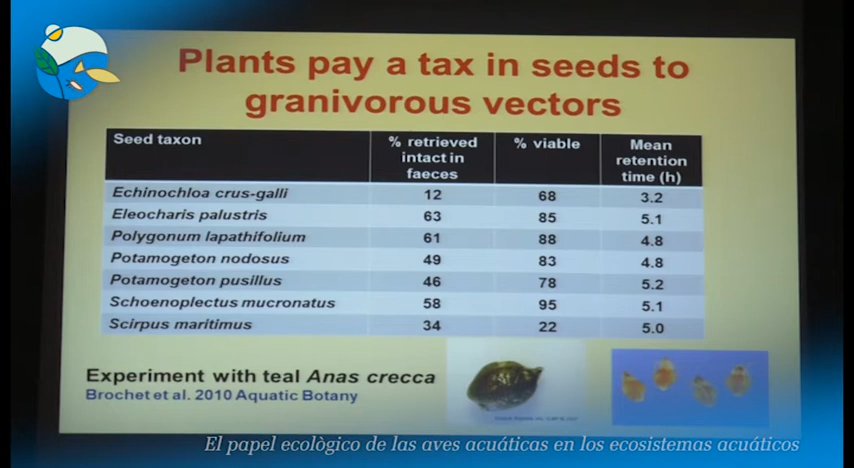 Plants pay a tax in seeds to
granivorous vectors
Seed taxon % retrieved intact in faeces % viable Mean retention time (h)
Echinochloa crus-galli 12 68 3.2
Eleocharis palustris 63 85 5.1
Polygonum lapathifolium 61 88 4.8
Potamogeton nodosus 49 83 4.8
Potamogeton pusillus 46 78 5.2
Schoenoplectus mucronatus 58 95 5.1
Scirpus maritimus 34 22 5.0
Experiment with teal Anas crecca
Brochet et al. 2010 Aquatic Botany
El papel ecològico de las aves acuáticas en los ecosistemas acuáticos